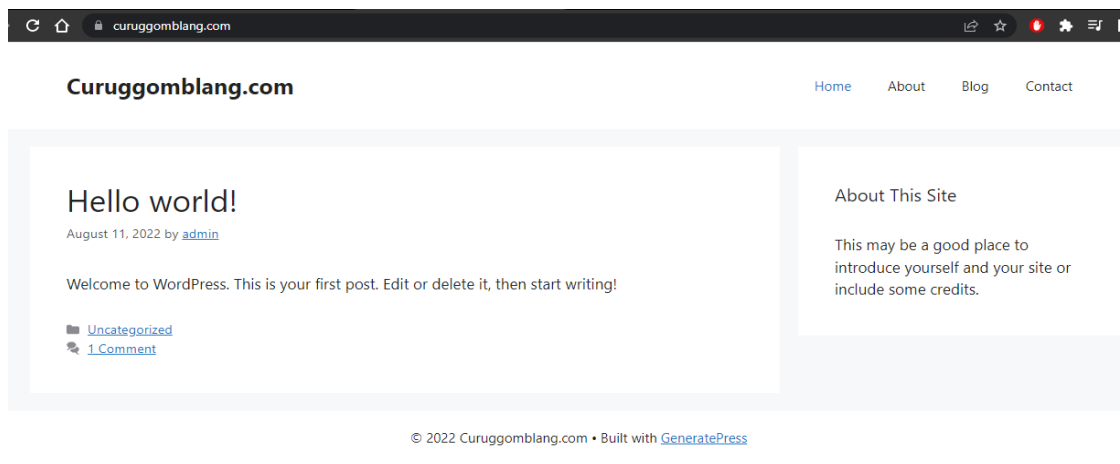 curuggomblang.com
Curuggomblang.com
Home About Blog Contact
Hello world!
August 11, 2022 by admin
Welcome to WordPress. This is your first post. Edit or delete it, then start writing!
Uncategorized
1 Comment
About This Site
This may be a good place to
introduce yourself and your site or
include some credits.
© 2022 Curuggomblang.com • Built with GeneratePress